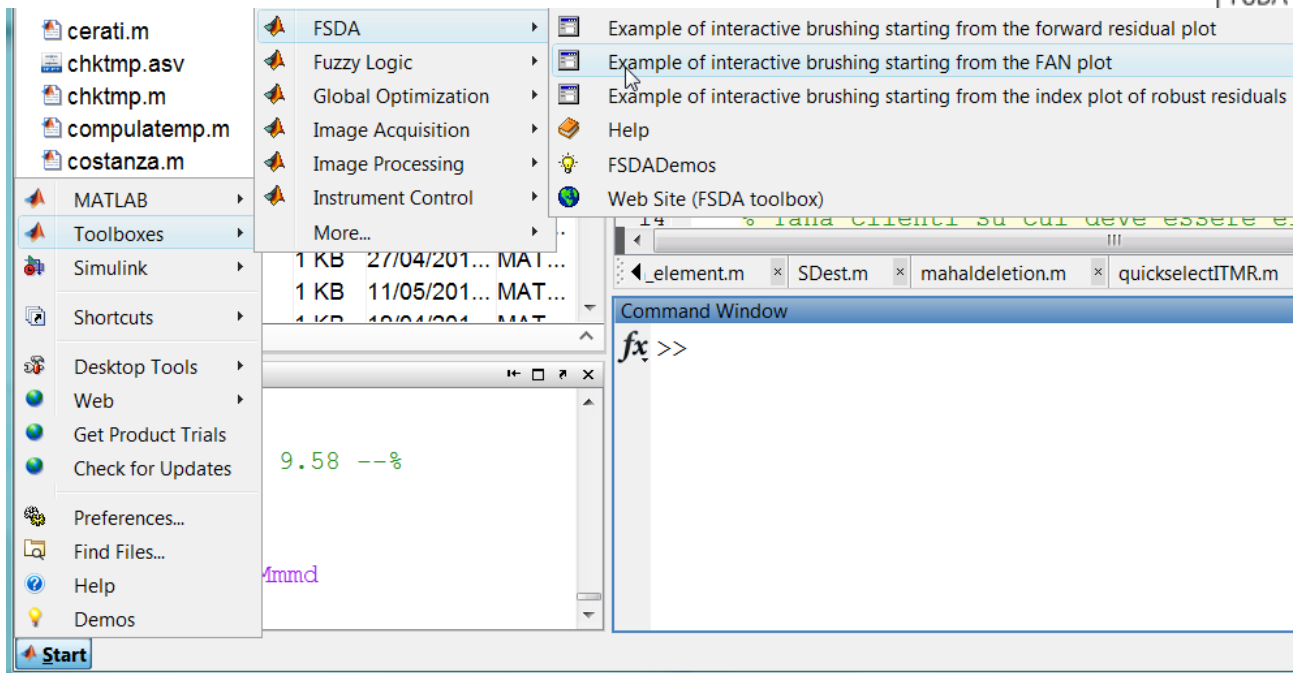 cerati.m
chktmp.asv
chktmp.m
compulatemp.m
costanza.m
FSDA
Fuzzy Logic
Global Optimization
Image Acquisition
Image Processing
Instrument Control
More...
Example of interactive brushing starting from the forward residual plot
Example of interactive brushing starting from the FAN plot
Example of interactive brushing starting from the index plot of robust residuals
Help
FSDADemos
Web Site (FSDA toolbox)
MATLAB
Toolboxes
Simulink
Shortcuts
Desktop Tools
Web
Get Product Trials
Check for Updates
Preferences...
Find Files...
Help
Demos
Start
1 KB 27/04/201... MAT...
1 KB 11/05/201... MAT...
9.58 --%
Mmmd
14 % cui deve essere
_element.m × SDest.m × mahaldeletion.m × quickselectITMR.m
Command Window
fx >>